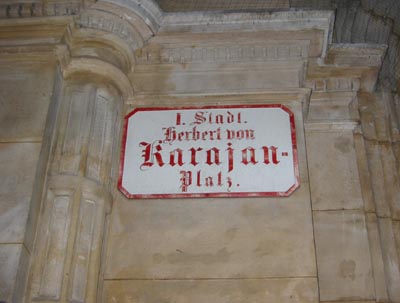 I. Stadt.
Herbert von
Karajan-
Platz.